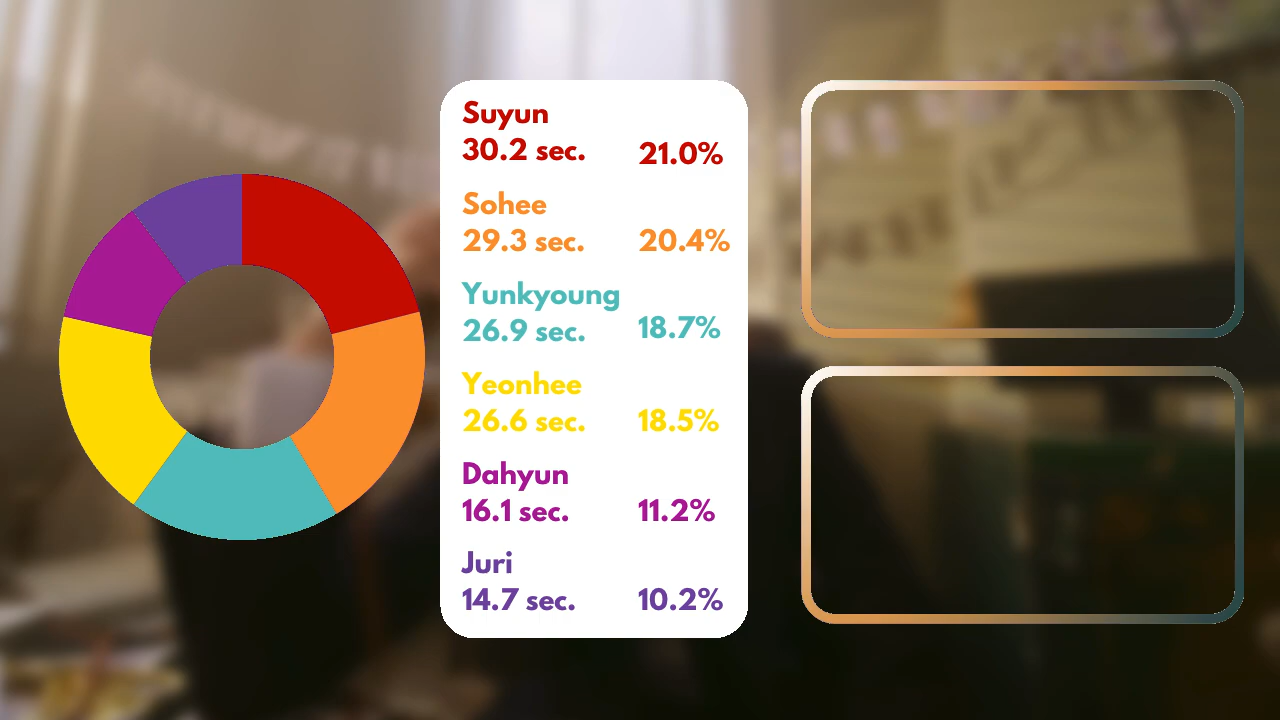 Suyun
30.2 sec. 21.0%
Sohee
29.3 sec. 20.4%
Yunkyoung
26.9 sec. 18.7%
Yeonhee
26.6 sec. 18.5%
Dahyun
16.1 sec. 11.2%
Juri
14.7 sec. 10.2%